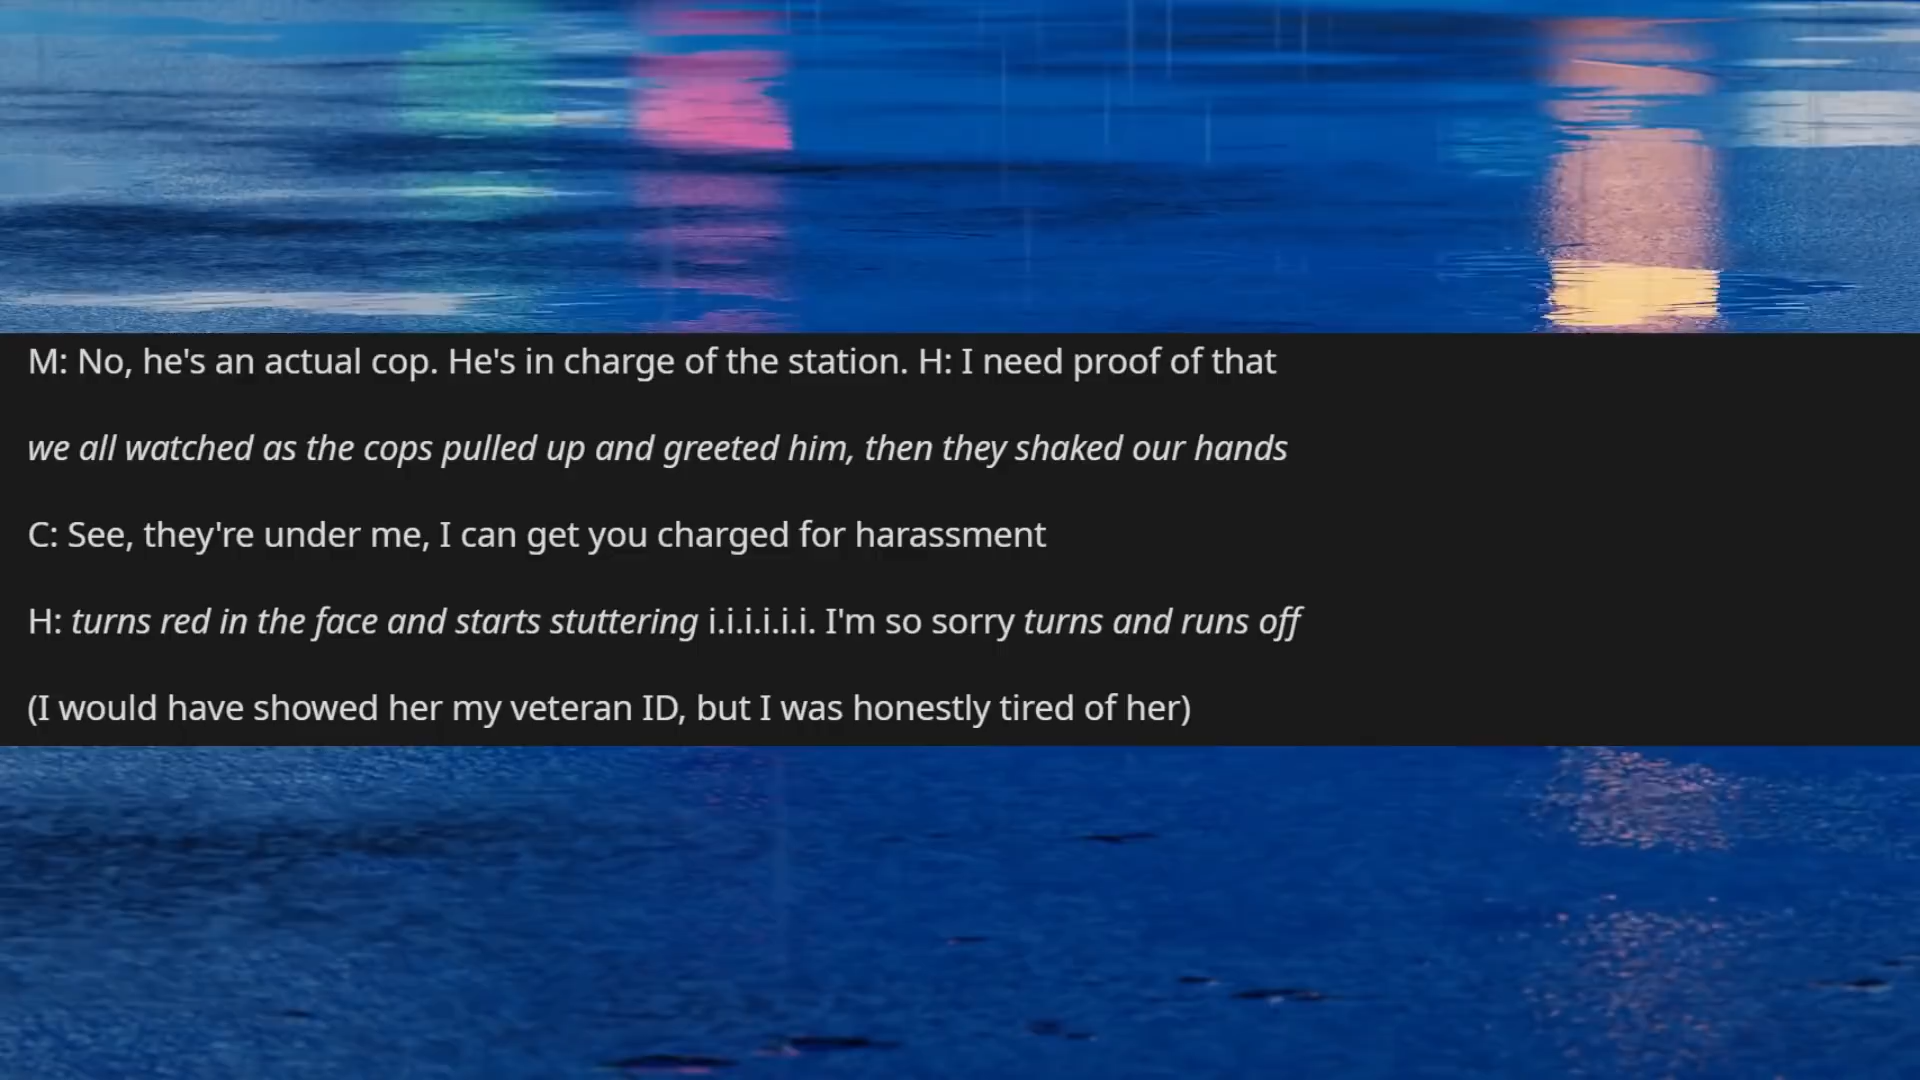 M: No, he's an actual cop. He's in charge of the station. H: I need proof of that
we all watched as the cops pulled up and greeted him, then they shaked our hands
C: See, they're under me, I can get you charged for harassment
H: turns red in the face and starts stuttering i.i.i.i.i.i. I'm so sorry turns and runs off
(I would have showed her my veteran ID, but I was honestly tired of her)